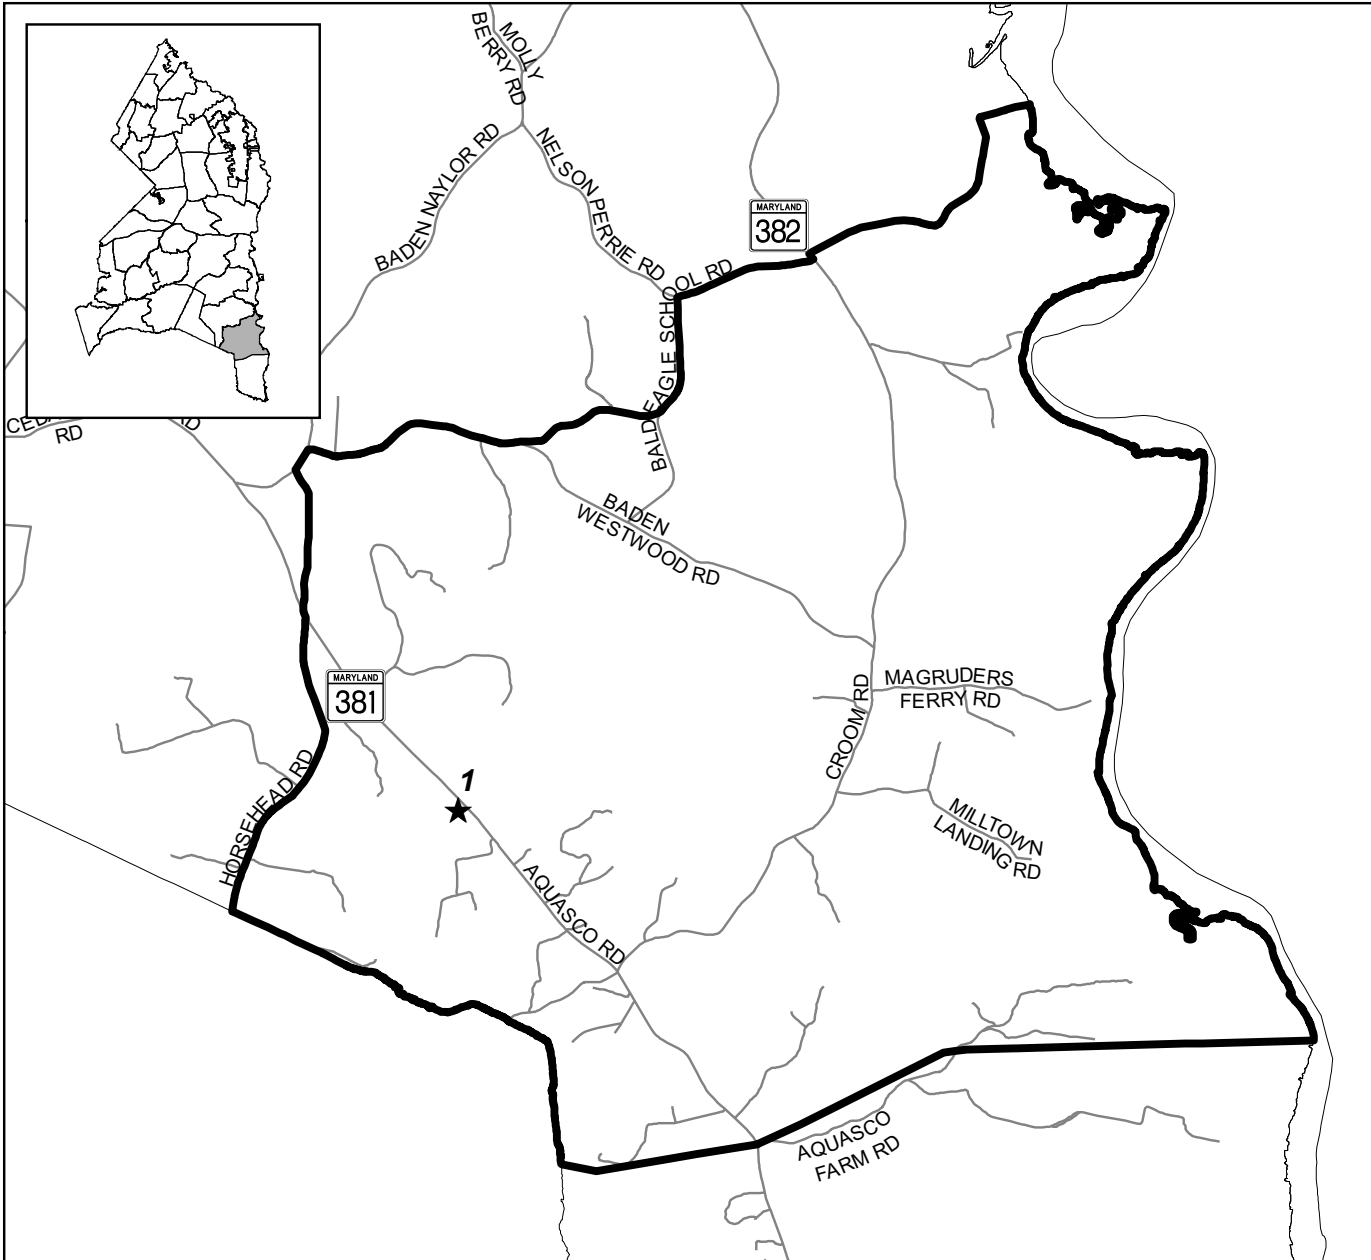 MOLLY
BERRY RD
BADEN NAYLOR RD
NELSON PERRIE RD
MARYLAND
382
BALD EAGLE SCHOOL RD
RD
BADEN
WESTWOOD RD
MARYLAND
381
CROOM RD
MAGRUDERS
FERRY RD
HORSEHEAD RD
1
MILLTOWN
LANDING RD
AQUASCO RD
AQUASCO
FARM RD